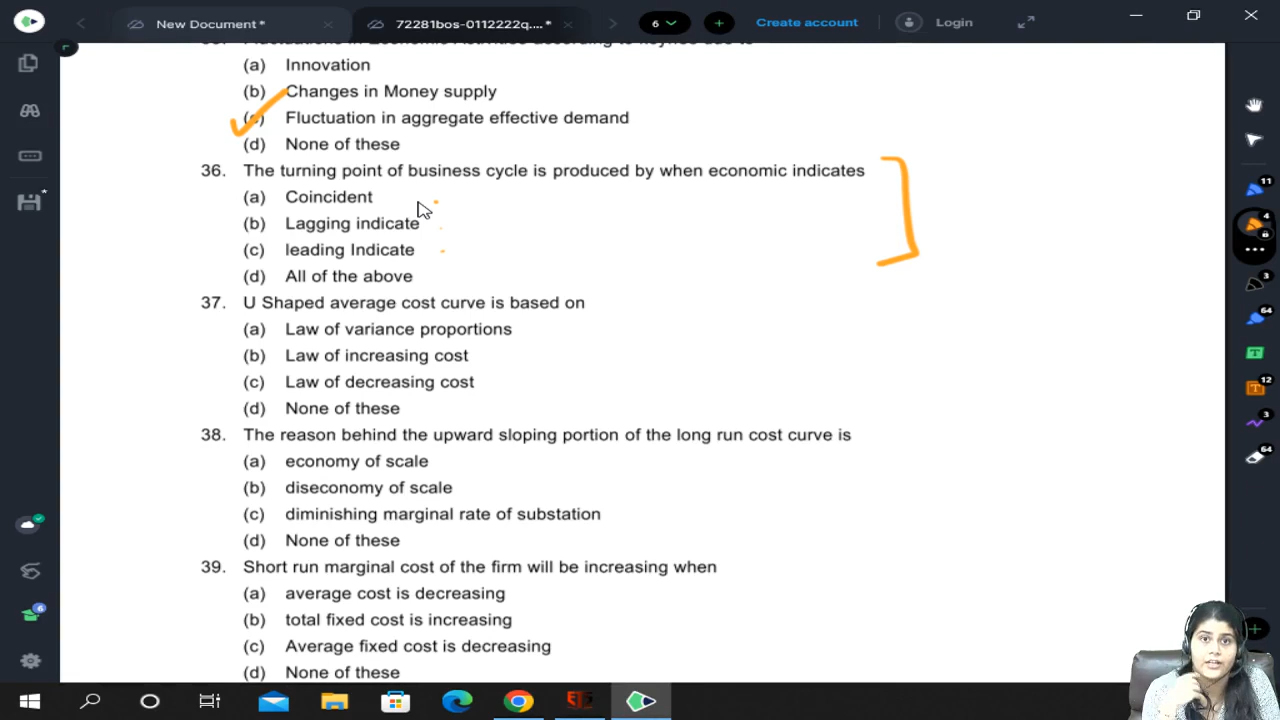 New Document *
72281bos-0112222q.... *
6
Create account
Login
(a) Innovation
(b) Changes in Money supply
(c) Fluctuation in aggregate effective demand
(d) None of these
36. The turning point of business cycle is produced by when economic indicates
(a) Coincident
(b) Lagging indicate
(c) leading Indicate
(d) All of the above
37. U Shaped average cost curve is based on
(a) Law of variance proportions
(b) Law of increasing cost
(c) Law of decreasing cost
(d) None of these
38. The reason behind the upward sloping portion of the long run cost curve is
(a) economy of scale
(b) diseconomy of scale
(c) diminishing marginal rate of substation
(d) None of these
39. Short run marginal cost of the firm will be increasing when
(a) average cost is decreasing
(b) total fixed cost is increasing
(c) Average fixed cost is decreasing
(d) None of these
11
4
3
64
T
12
T
3
64
6